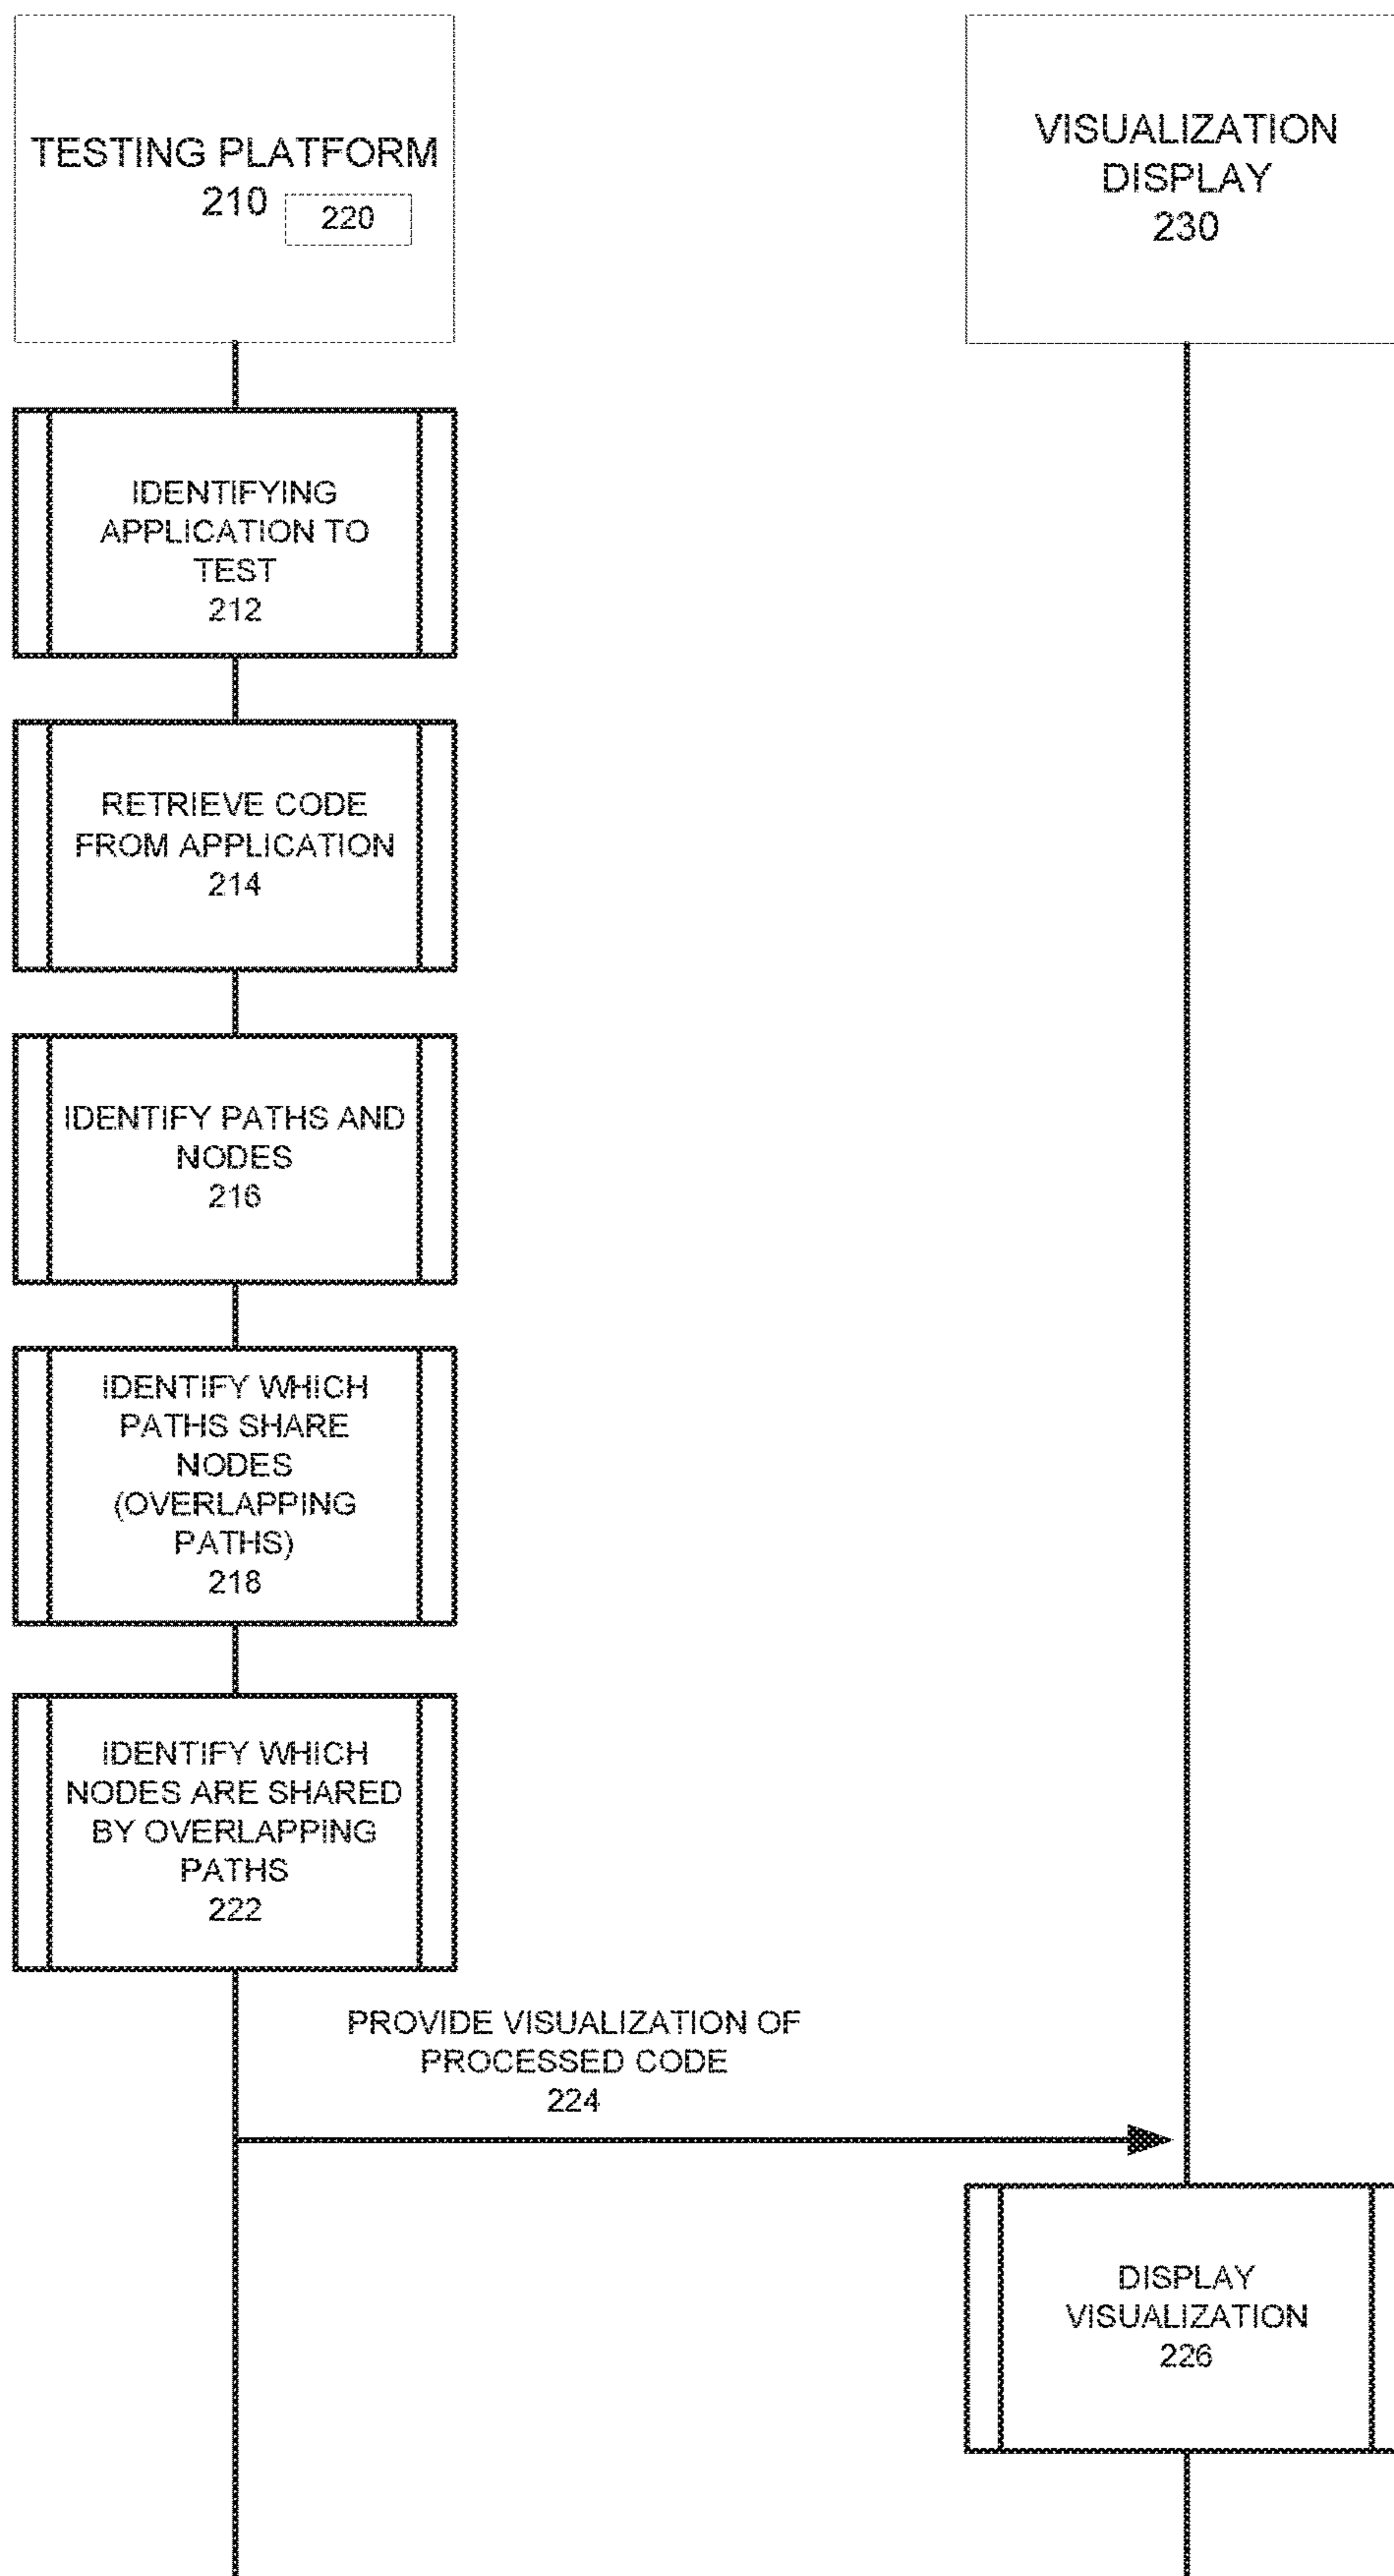 TESTING PLATFORM
210
220
VISUALIZATION
DISPLAY
230
IDENTIFYING
APPLICATION TO
TEST
212
RETRIEVE CODE
FROM APPLICATION
214
IDENTIFY PATHS AND
NODES
216
IDENTIFY WHICH
PATHS SHARE
NODES
(OVERLAPPING
PATHS)
218
IDENTIFY WHICH
NODES ARE SHARED
BY OVERLAPPING
PATHS
222
PROVIDE VISUALIZATION OF
PROCESSED CODE
224
DISPLAY
VISUALIZATION
226